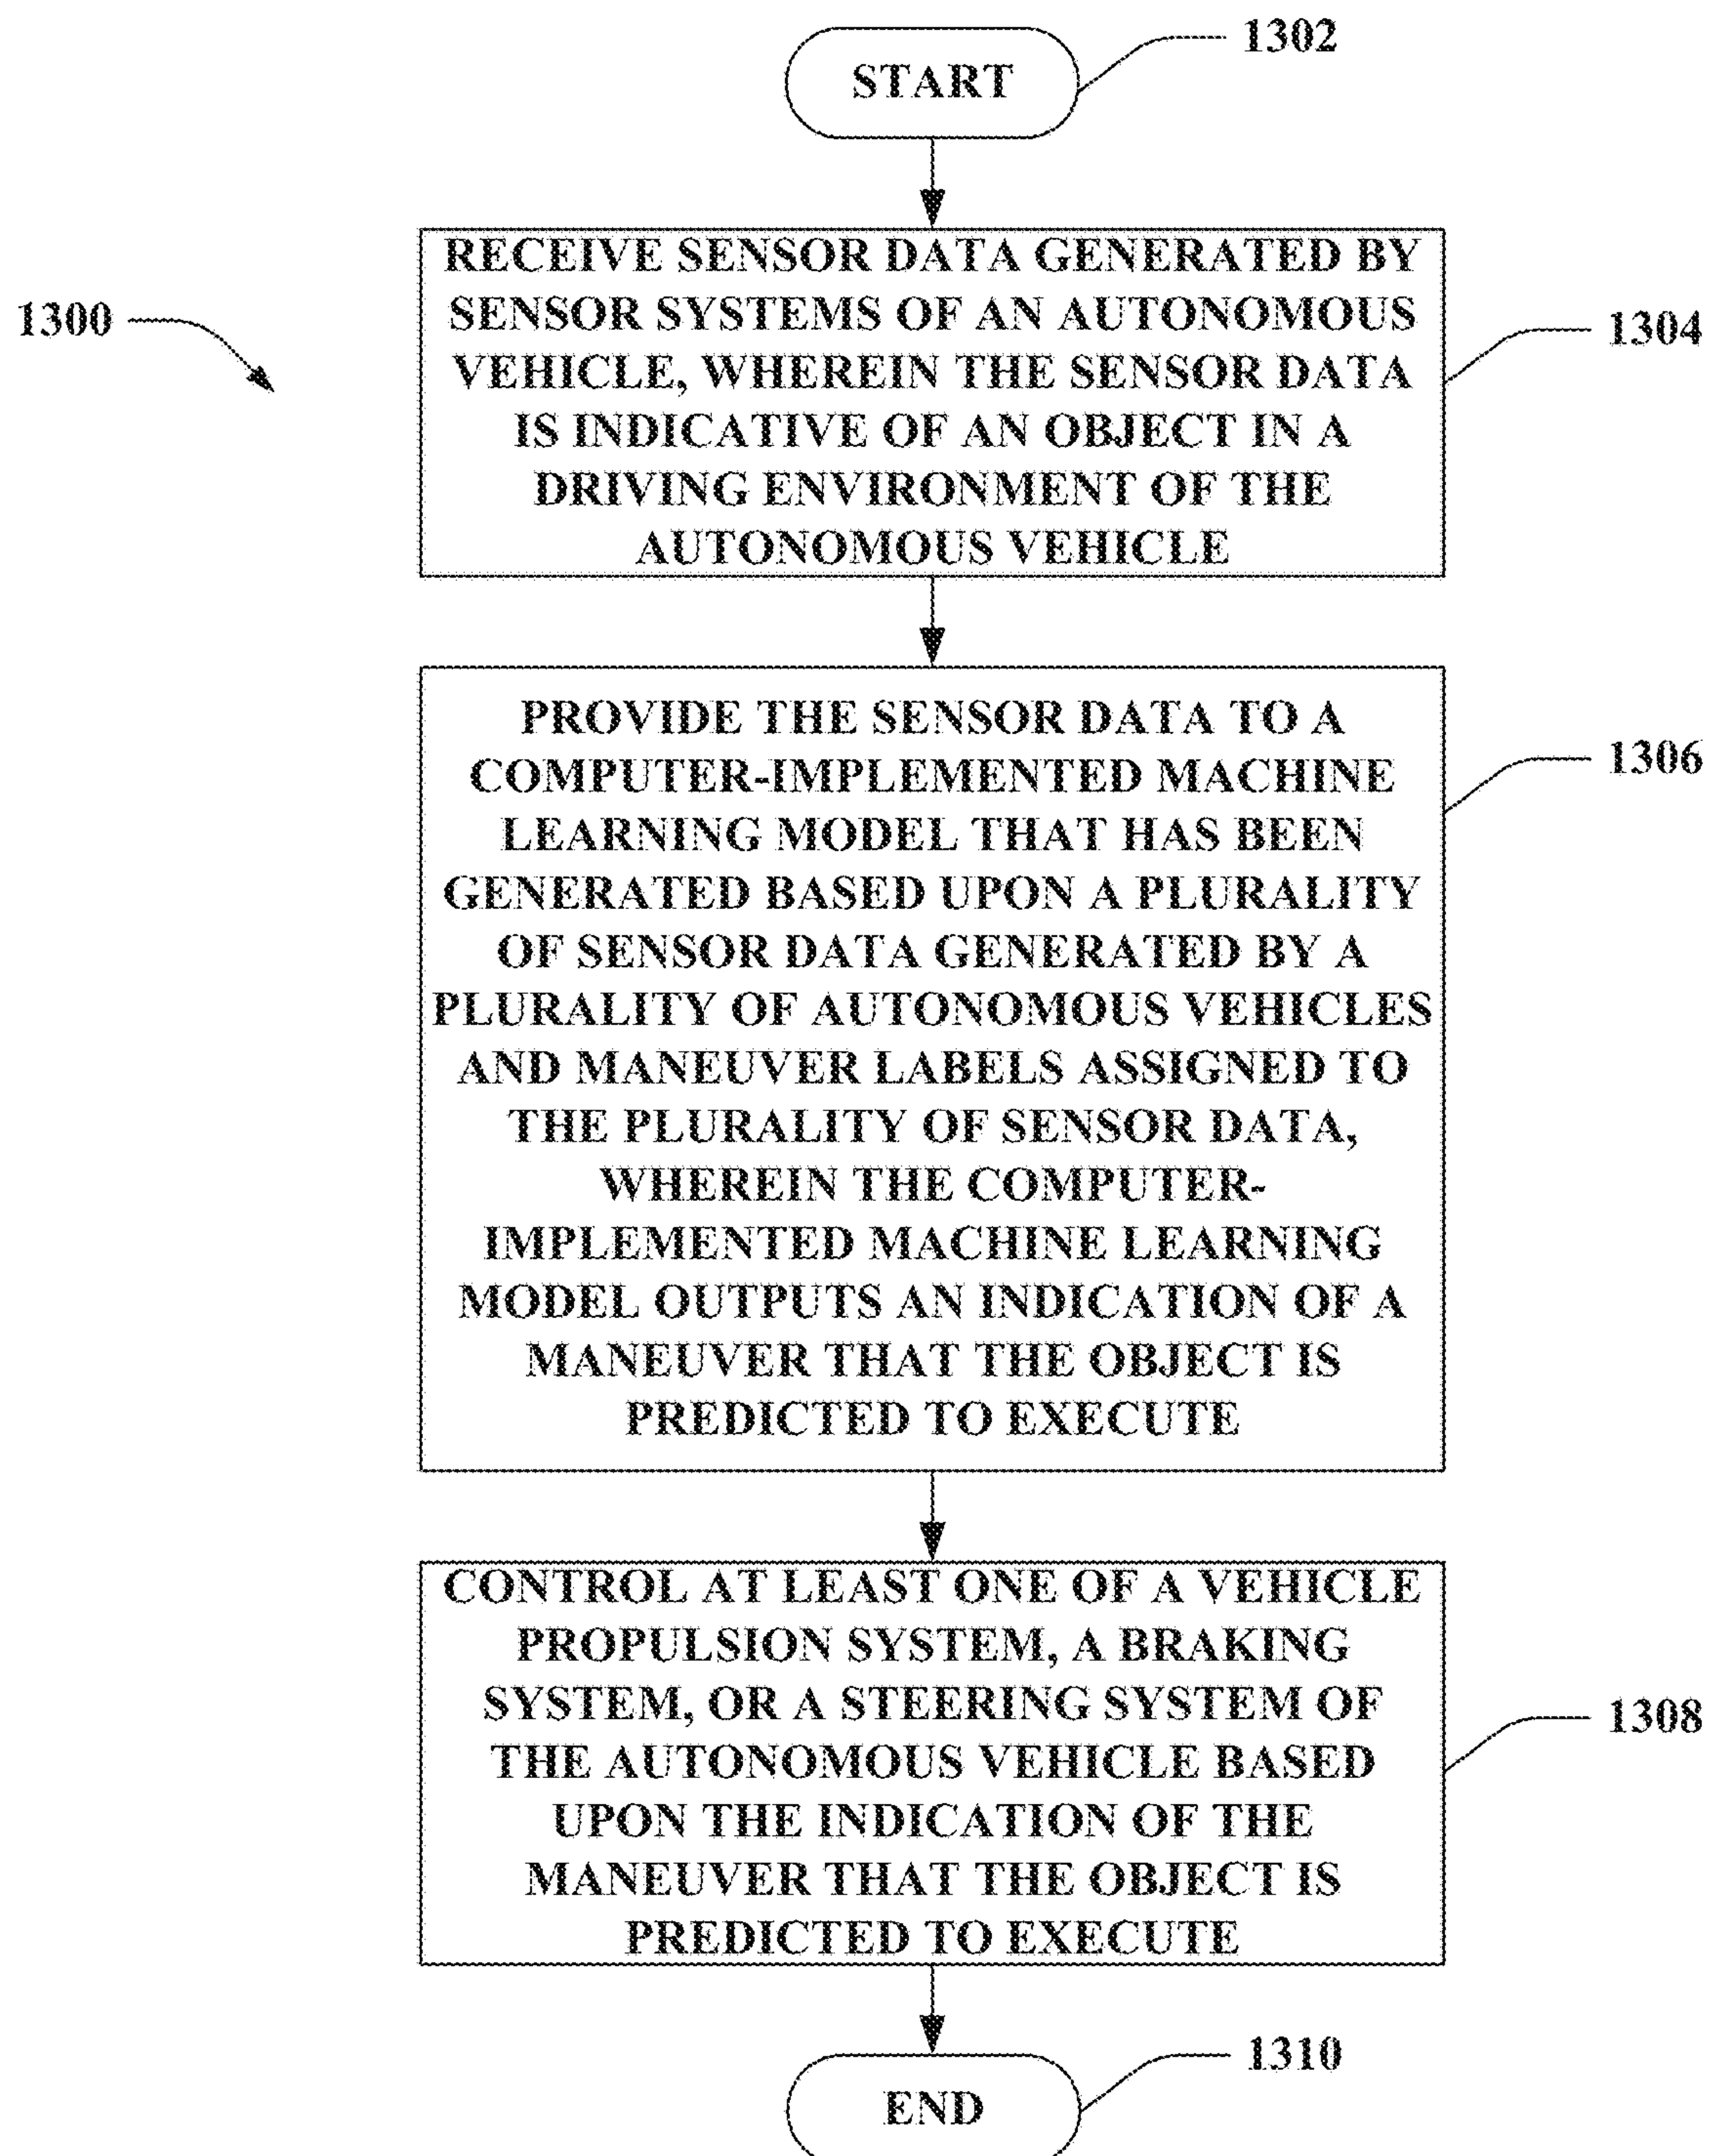 1302
START
1300
RECEIVE SENSOR DATA GENERATED BY
SENSOR SYSTEMS OF AN AUTONOMOUS
VEHICLE, WHEREIN THE SENSOR DATA
IS INDICATIVE OF AN OBJECT IN A
DRIVING ENVIRONMENT OF THE
AUTONOMOUS VEHICLE
1304
PROVIDE THE SENSOR DATA TO A
COMPUTER-IMPLEMENTED MACHINE
LEARNING MODEL THAT HAS BEEN
GENERATED BASED UPON A PLURALITY
OF SENSOR DATA GENERATED BY A
PLURALITY OF AUTONOMOUS VEHICLES
AND MANEUVER LABELS ASSIGNED TO
THE PLURALITY OF SENSOR DATA,
WHEREIN THE COMPUTER-
IMPLEMENTED MACHINE LEARNING
MODEL OUTPUTS AN INDICATION OF A
MANEUVER THAT THE OBJECT IS
PREDICTED TO EXECUTE
1306
CONTROL AT LEAST ONE OF A VEHICLE
PROPULSION SYSTEM, A BRAKING
SYSTEM, OR A STEERING SYSTEM OF
THE AUTONOMOUS VEHICLE BASED
UPON THE INDICATION OF THE
MANEUVER THAT THE OBJECT IS
PREDICTED TO EXECUTE
1308
1310
END